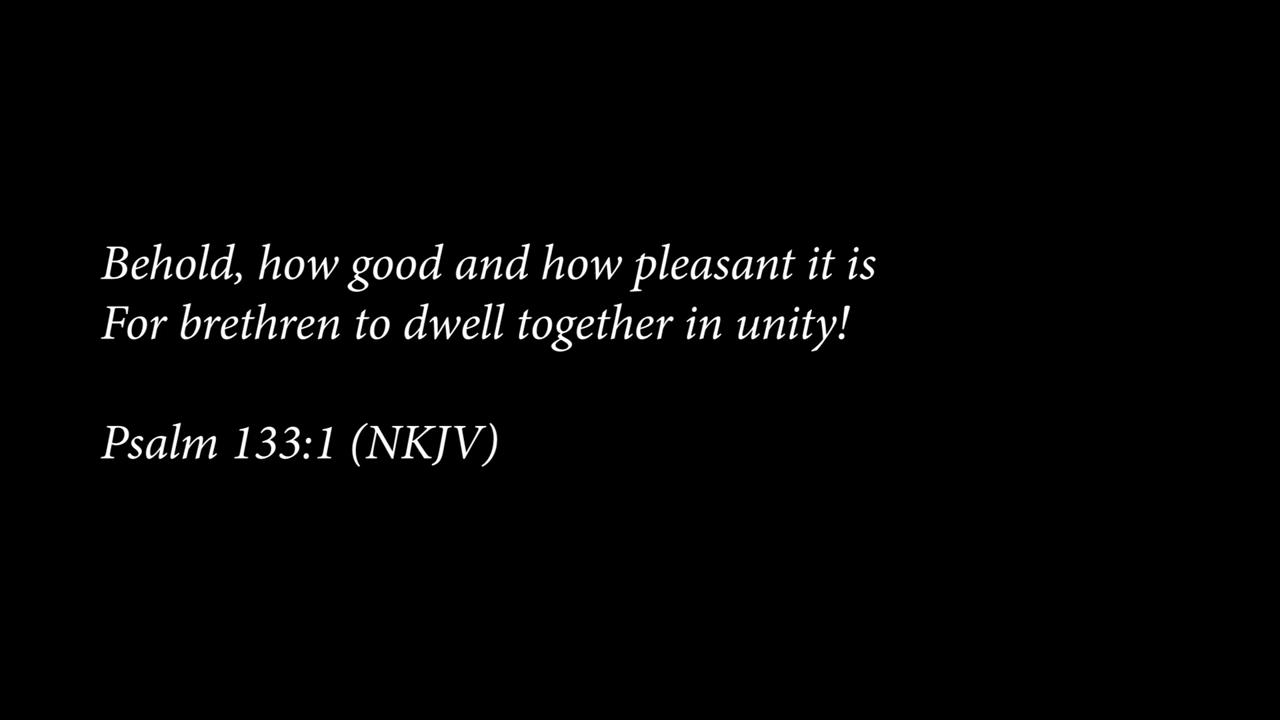 Behold, how good and how pleasant it is
For brethren to dwell together in unity!
Psalm 133:1 (NKJV)